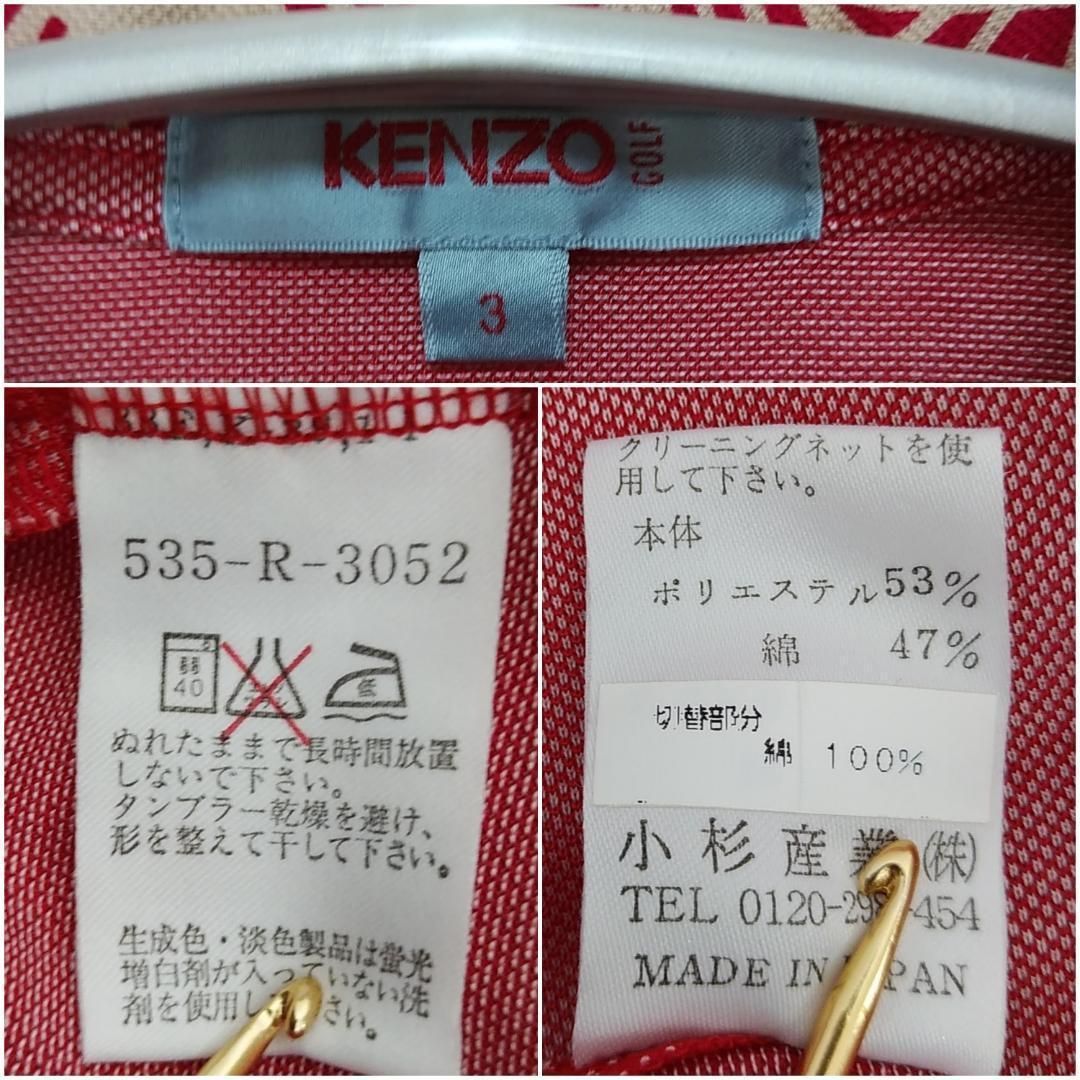 KENZO GOLF
3
535-R-3052
弱
40
低
ぬれたままで長時間放置
しないで下さい。
タンブラー乾燥を避け、
形を整えて干して下さい。
生成色・淡色製品は蛍光
増白剤が入っていない洗
剤を使用し さい。
クリーニングネットを使
用して下さい。
本体
ポリエステル53%
綿 47%
切替部分
綿 100%
小杉産業㈱
TEL 0120-298 -454
MADE IN PAN